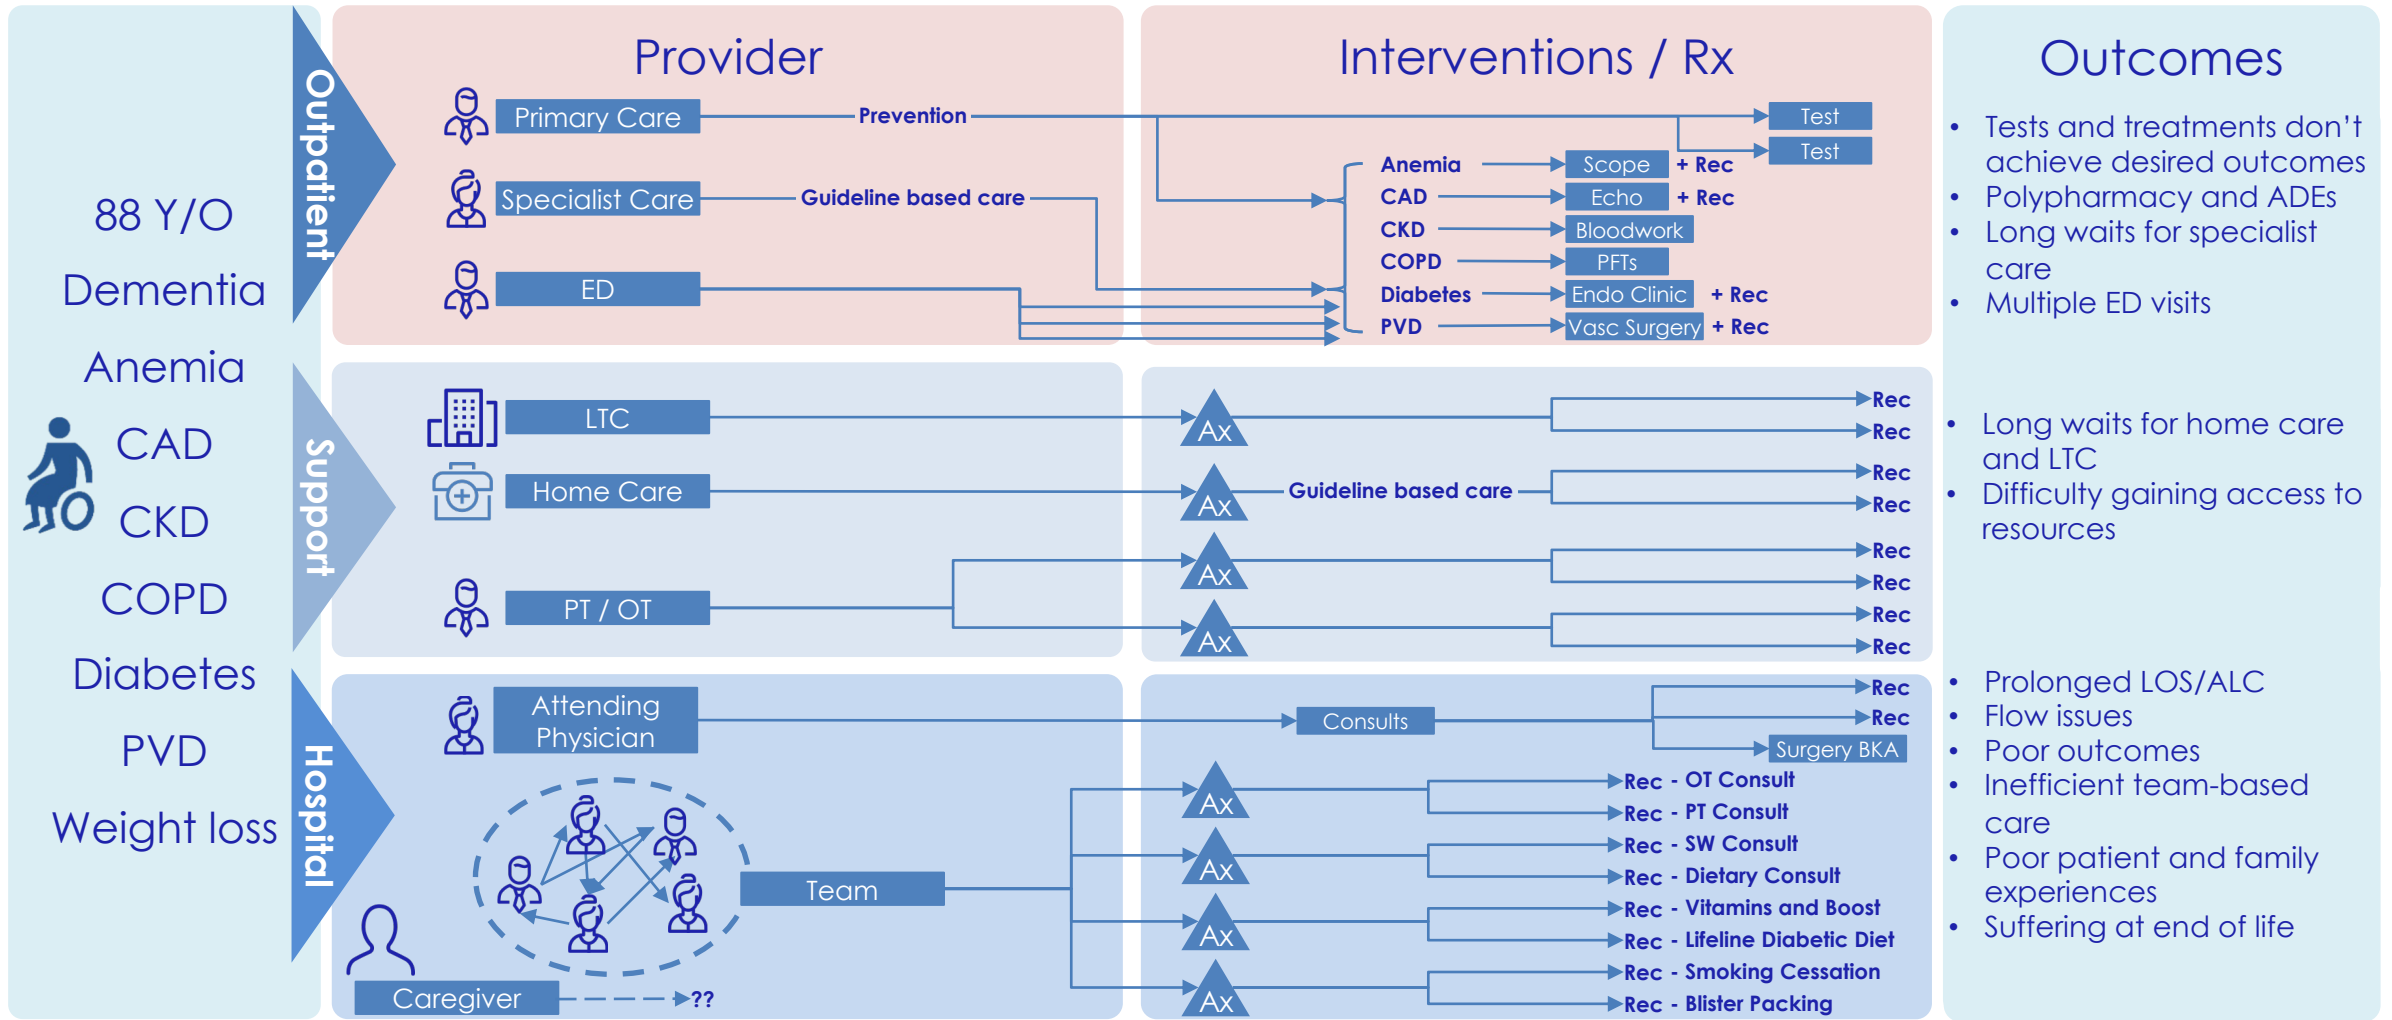 88 Y/O
Dementia
Anemia
CAD
CKD
COPD
Diabetes
PVD
Weight loss
Outpatient
Provider
Primary Care
Prevention
Specialist Care
Guideline based care
ED
Interventions / Rx
Test
Test
Anemia
Scope
+ Rec
CAD
Echo
+ Rec
CKD
Bloodwork
COPD
PFTs
Diabetes
Endo Clinic
+ Rec
PVD
Vasc Surgery
+ Rec
Outcomes
• Tests and treatments don't
achieve desired outcomes
• Polypharmacy and ADEs
• Long waits for specialist
care
• Multiple ED visits
Support
LTC
Home Care
PT / OT
Ax
Rec
Rec
Ax
Guideline based care
Rec
Rec
Ax
Rec
Rec
Ax
Rec
Rec
• Long waits for home care
and LTC
• Difficulty gaining access to
resources
Hospital
Attending
Physician
Team
Caregiver
??
Consults
Rec
Rec
Surgery BKA
Ax
Rec - OT Consult
Rec - PT Consult
Ax
Rec - SW Consult
Rec - Dietary Consult
Ax
Rec - Vitamins and Boost
Rec - Lifeline Diabetic Diet
Ax
Rec - Smoking Cessation
Rec - Blister Packing
• Prolonged LOS/ALC
• Flow issues
• Poor outcomes
• Inefficient team-based
care
• Poor patient and family
experiences
• Suffering at end of life